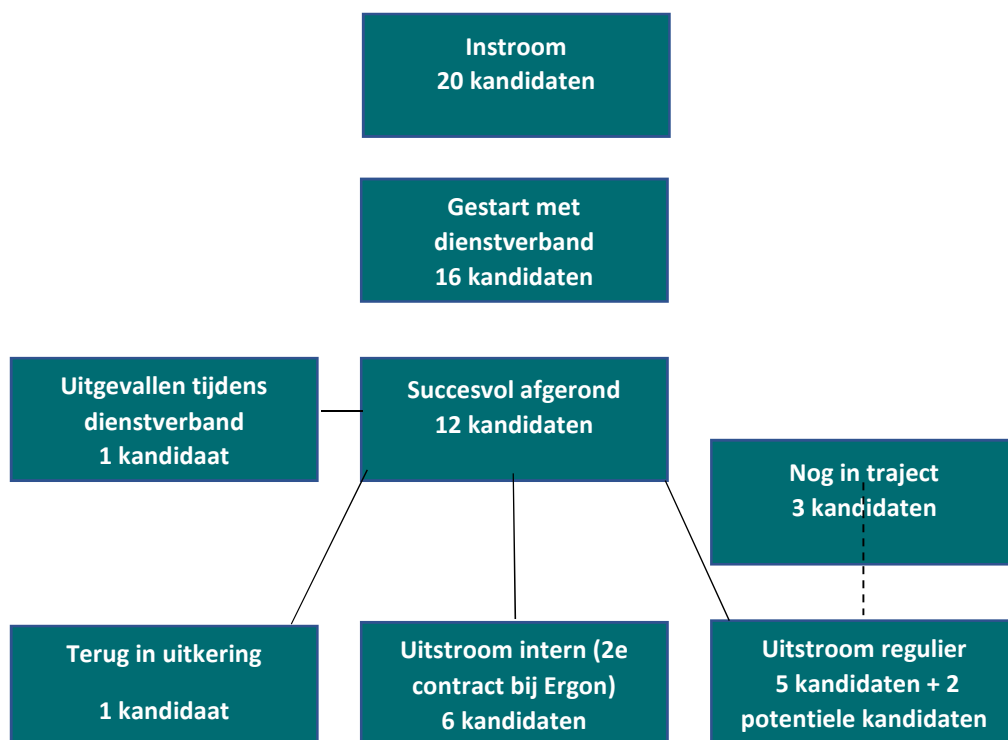 Instroom
20 kandidaten
Gestart met
dienstverband
16 kandidaten
Uitgevallen tijdens
dienstverband
1 kandidaat
Succesvol afgerond
12 kandidaten
Nog in traject
3 kandidaten
Terug in uitkering
1 kandidaat
Uitstroom intern (2e
contract bij Ergon)
6 kandidaten
Uitstroom regulier
5 kandidaten + 2
potentiele kandidaten